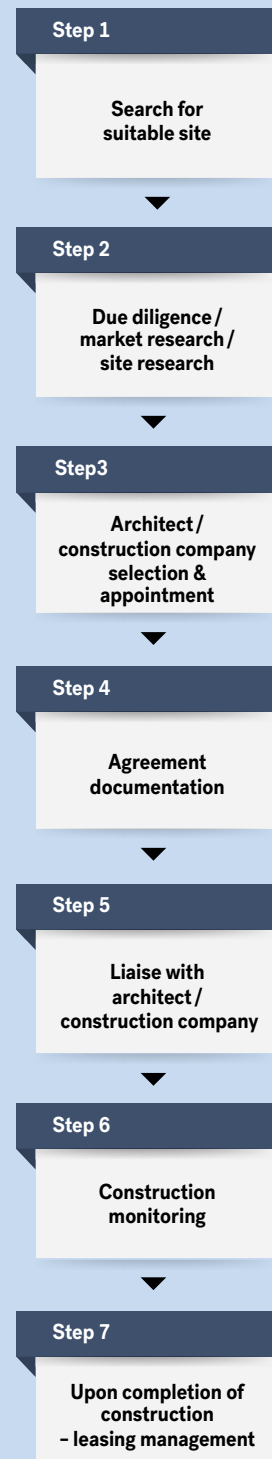 Step 1
Search for
suitable site
Step 2
Due diligence /
market research /
site research
Step3
Architect /
construction company
selection &
appointment
Step 4
Agreement
documentation
Step 5
Liaise with
architect /
construction company
Step 6
Construction
monitoring
Step 7
Upon completion of
construction
– leasing management